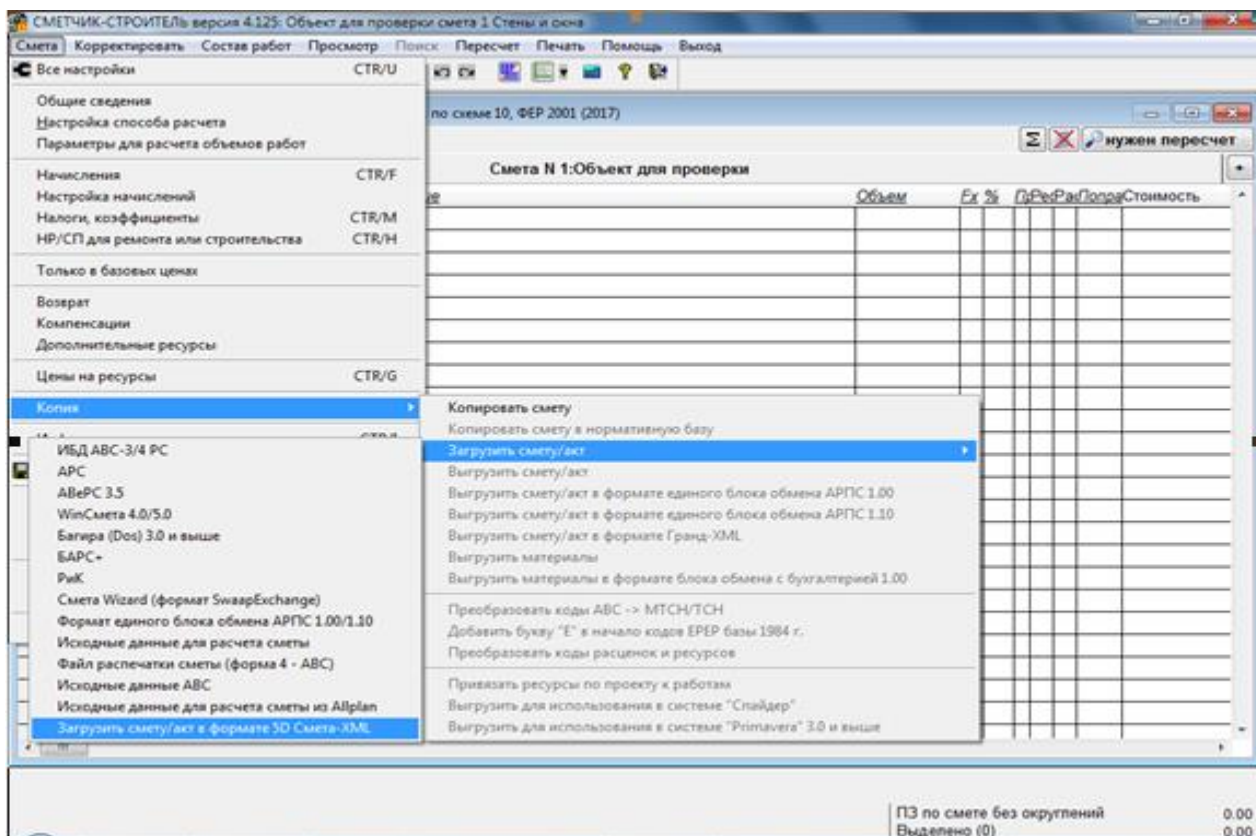 СМЕТЧИК-СТРОИТЕЛЬ версия 4.125: Объект для проверки смета 1 Стены и окна
Смета Корректировать Состав работ Просмотр Поиск Пересчет Печать Помощь Выход
Все настройки CTR/U
Общие сведения
Настройка способа расчета
Параметры для расчета объемов работ
Начисления CTR/F
Настройка начислений
Налоги, коэффициенты CTR/M
НР/СП для ремонта или строительства CTR/H
Только в базовых ценах
Возврат
Компенсации
Дополнительные ресурсы
Цены на ресурсы CTR/G
Копия
по схеме 10, ФЕР 2001 (2017)
Σ нужен пересчет
Смета N 1:Объект для проверки
Объем Ex % Стоимость
Копировать смету
Копировать смету в нормативную базу
Загрузить смету/акт
Выгрузить смету/акт
Выгрузить смету/акт в формате единого блока обмена АРПС 1.00
Выгрузить смету/акт в формате единого блока обмена АРПС 1.10
Выгрузить смету/акт в формате Гранд-XML
Выгрузить материалы
Выгрузить материалы в формате блока обмена с бухгалтерией 1.00
Преобразовать коды АВС -> МТСН/ТСН
Добавить букву "Е" в начало кодов ЕРЕР базы 1984 г.
Преобразовать коды расценок и ресурсов
Привязать ресурсы по проекту к работам
Выгрузить для использования в системе "Спайдер"
Выгрузить для использования в системе "Primavera" 3.0 и выше
ИБД АВС-3/4 РС
АРС
АВеРС 3.5
WinСмета 4.0/5.0
Багира (Dos) 3.0 и выше
БАРС+
РиК
Смета Wizard (формат SwaapExchange)
Формат единого блока обмена АРПС 1.00/1.10
Исходные данные для расчета сметы
Файл распечатки сметы (форма 4 - АВС)
Исходные данные АВС
Исходные данные для расчета сметы из Allplan
Загрузить смету/акт в формате 5D Смета-XML
ПЗ по смете без округлений 0.00
Выделено (0) 0.00